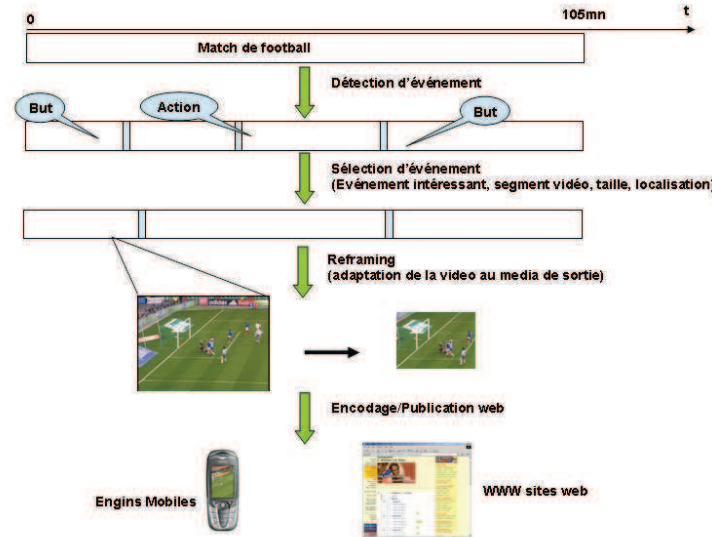 0
105mn
t
Match de football
Détection d'événement
But
Action
But
Sélection d'événement
(Evénement intéressant, segment vidéo, taille, localisation)
Reframing
(adaptation de la video au media de sortie)
Encodage/Publication web
Engins Mobiles
WWW sites web